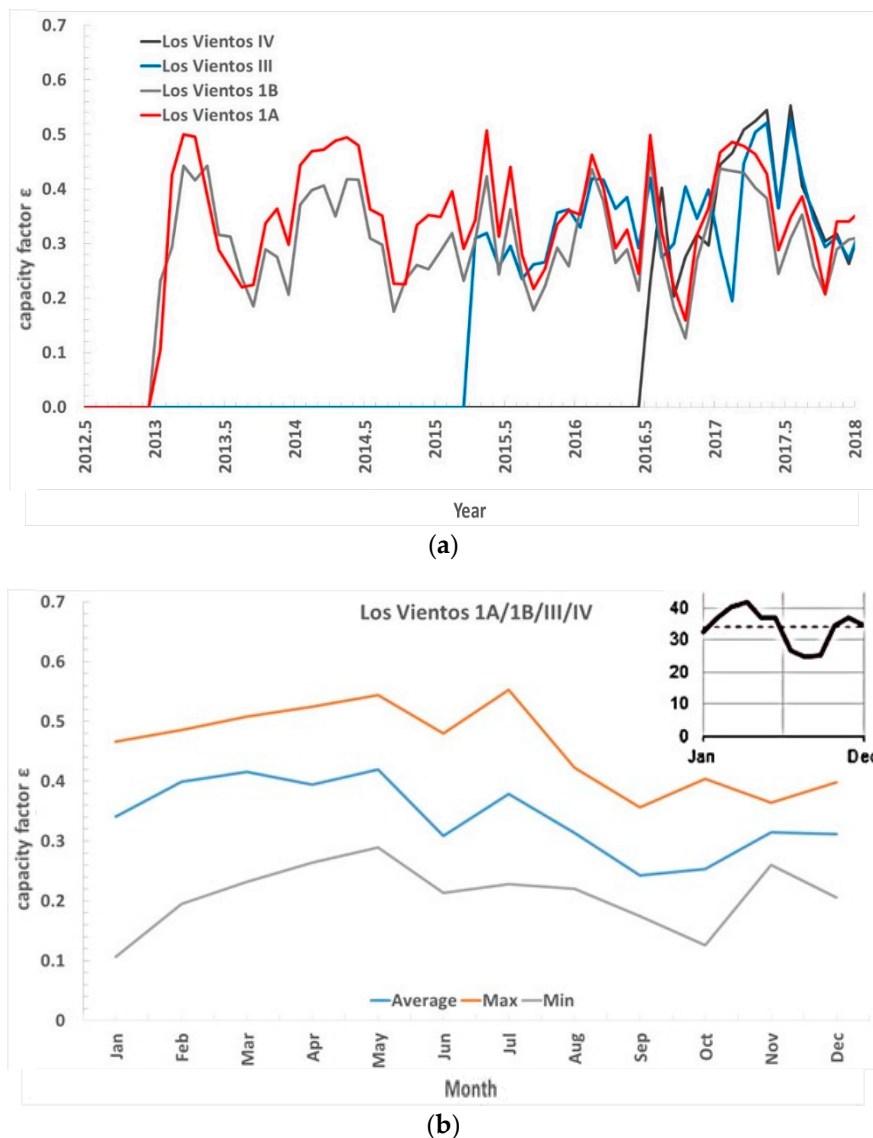 0.7
0.6
0.5
0.4
0.3
0.2
0.1
0.0
capacity factor ε
Los Vientos IV
Los Vientos III
Los Vientos 1B
Los Vientos 1A
2012.5
2013
2013.5
2014
2014.5
2015
2015.5
2016
2016.5
2017
2017.5
2018
Year
(a)
Los Vientos 1A/1B/III/IV
0.7
0.6
0.5
0.4
0.3
0.2
0.1
0
capacity factor ε
40
30
20
10
0
Jan
Dec
Average
Max
Min
Jan
Feb
Mar
Apr
May
Jun
Jul
Aug
Sep
Oct
Nov
Dec
Month
(b)